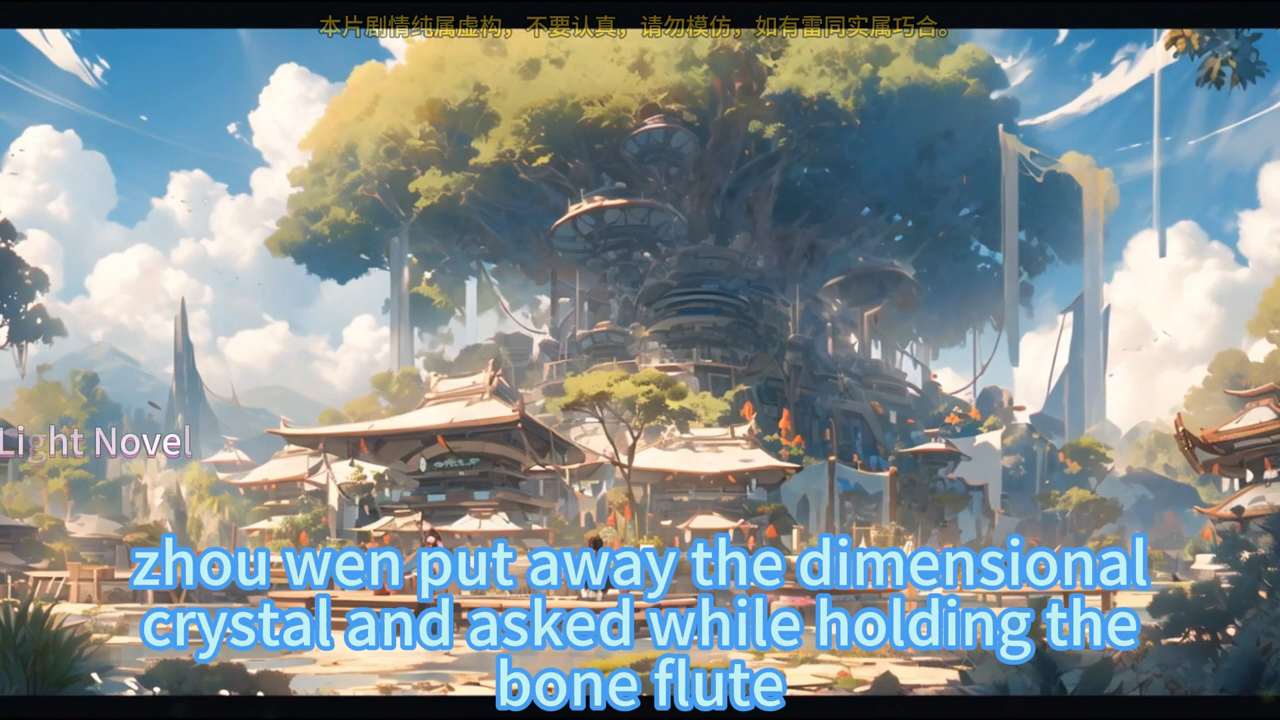 本片剧情纯属虚构，不要认真，请勿模仿，如有雷同实属巧合。
Light Novel
zhou wen put away the dimensional
crystal and asked while holding the
bone flute